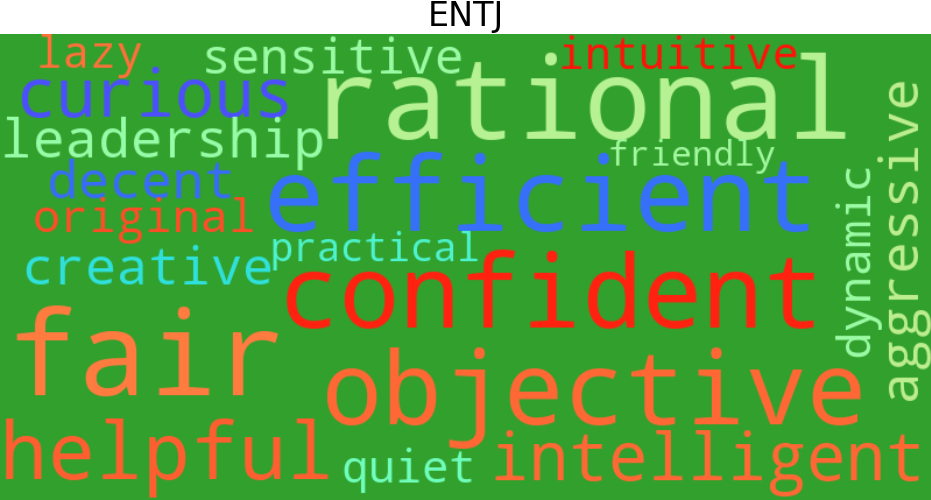 ENTJ
lazy
sensitive
intuitive
curious
rational
leadership
friendly
decent
efficient
original
practical
creative
confident
dynamic
aggressive
fair
objective
helpful
quiet
intelligent